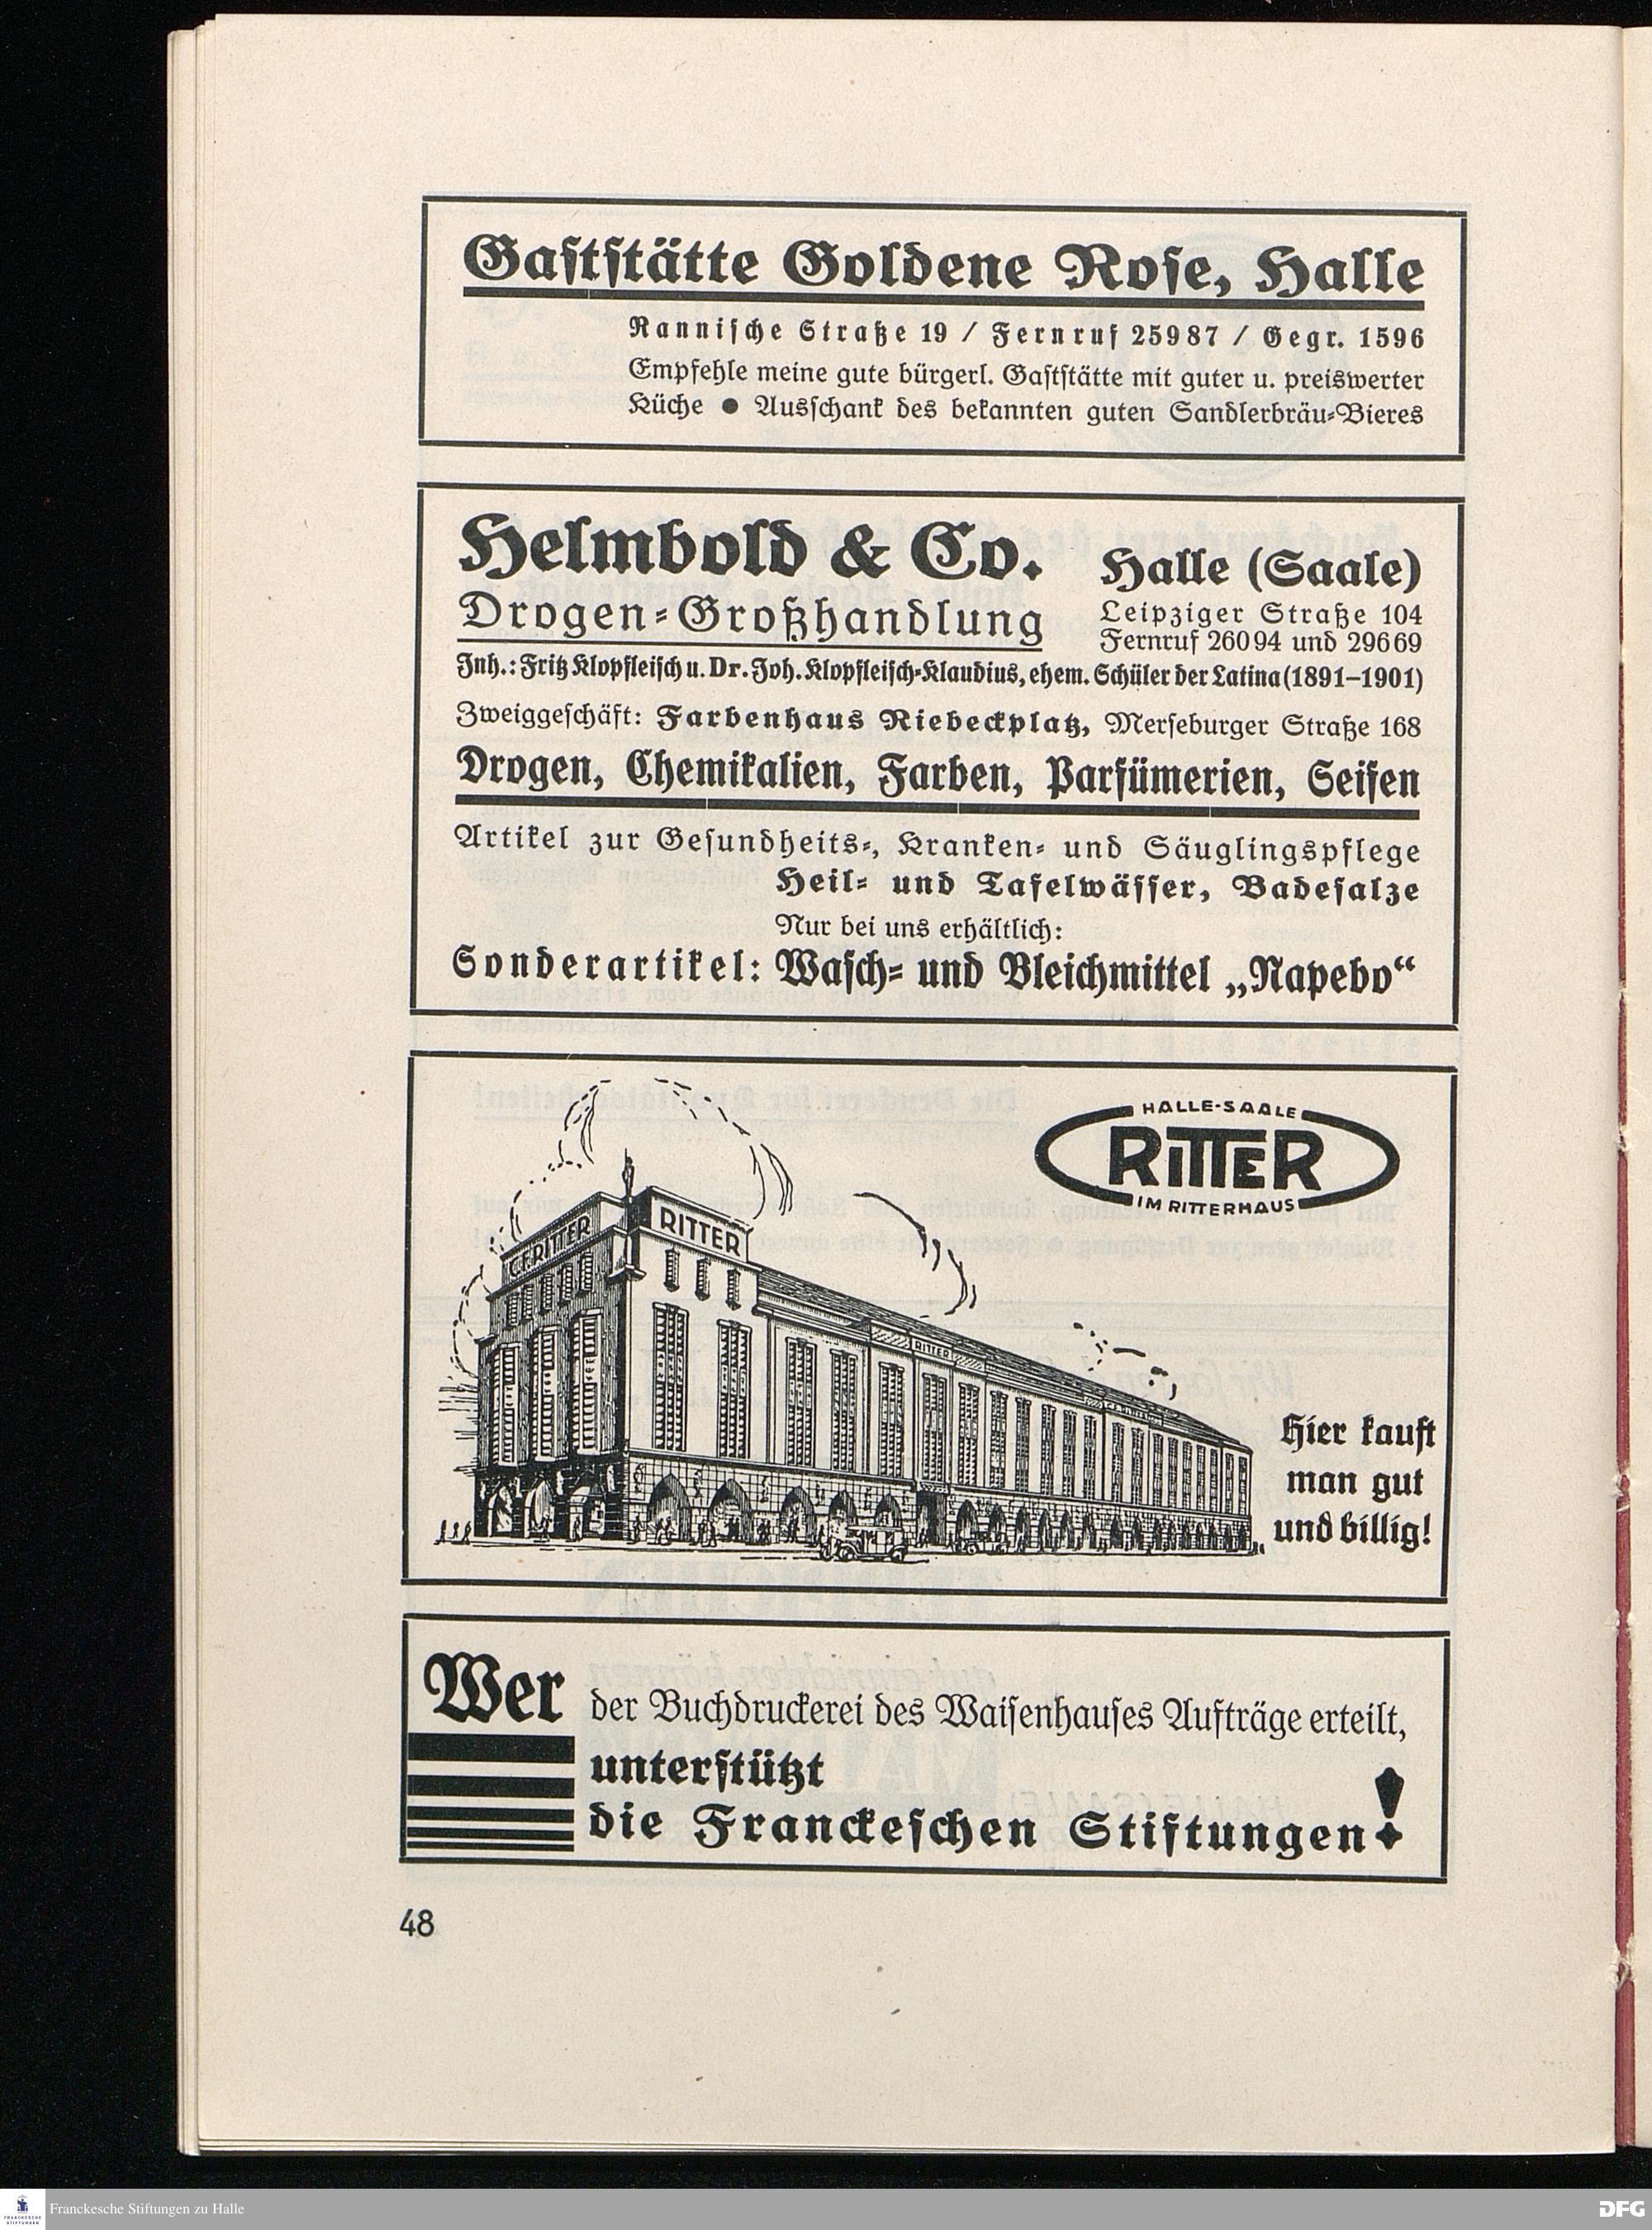 Gaststätte Goldene Rose, Halle
Rannische Straße 19 / Fernruf 25987 / Gegr. 1596
Empfehle meine gute bürgerl. Gaststätte mit guter u. preiswerter
Küche ● Ausschank des bekannten guten Sandlerbräu-Bieres
Helmbold & Co.
Drogen-Großhandlung
Halle (Saale)
Leipziger Straße 104
Fernruf 26094 und 29669
Inh.: Fritz Klopfleisch u. Dr. Joh. Klopfleisch-Klaudius, ehem. Schüler der Latina (1891–1901)
Zweiggeschäft: Farbenhaus Riebeckplatz, Merseburger Straße 168
Drogen, Chemikalien, Farben, Parfümerien, Seifen
Artikel zur Gesundheits-, Kranken- und Säuglingspflege
Heil- und Tafelwässer, Badesalze
Nur bei uns erhältlich:
Sonderartikel: Wasch- und Bleichmittel „Napebo“
HALLE-SAALE
RITTER
IM RITTERHAUS
C.F. RITTER
RITTER
RITTER
Hier kauft
man gut
und billig!
Wer der Buchdruckerei des Waisenhauses Aufträge erteilt,
unterstützt
die Franckeschen Stiftungen!
48
FRANCKESCHE
STIFTUNGEN
Franckesche Stiftungen zu Halle
DFG